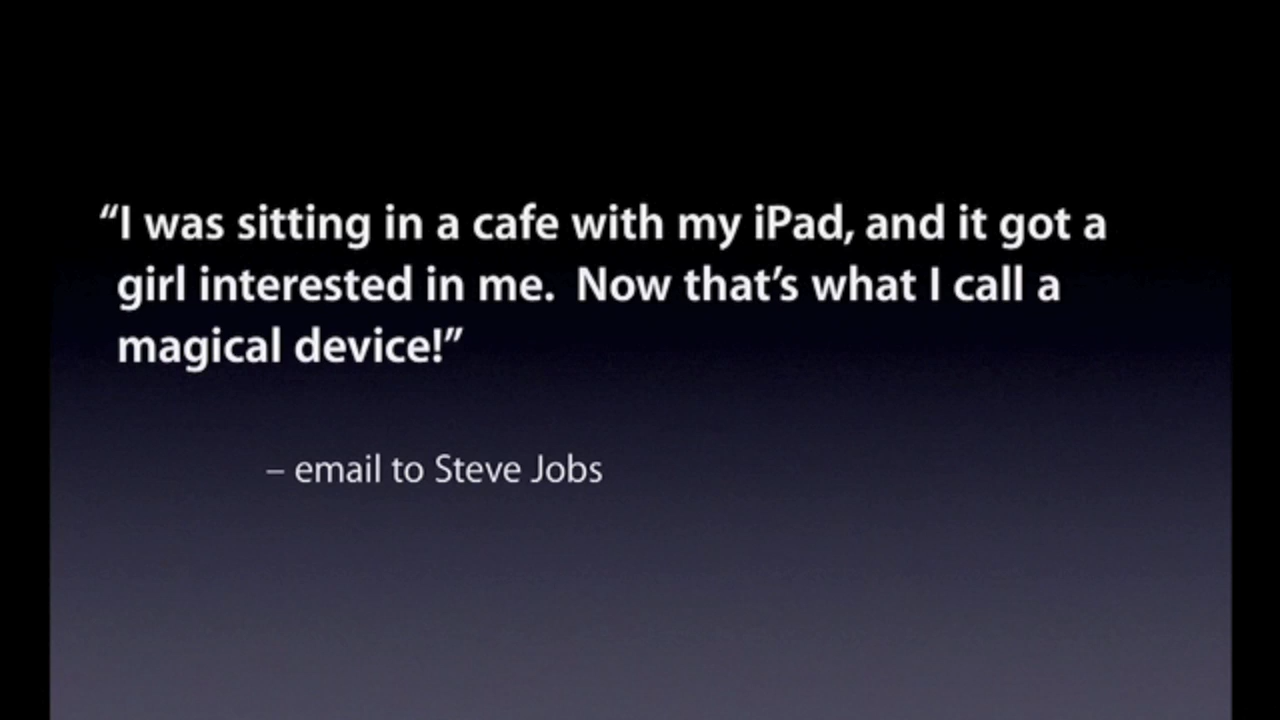 “I was sitting in a cafe with my iPad, and it got a
girl interested in me.  Now that’s what I call a
magical device!”
– email to Steve Jobs